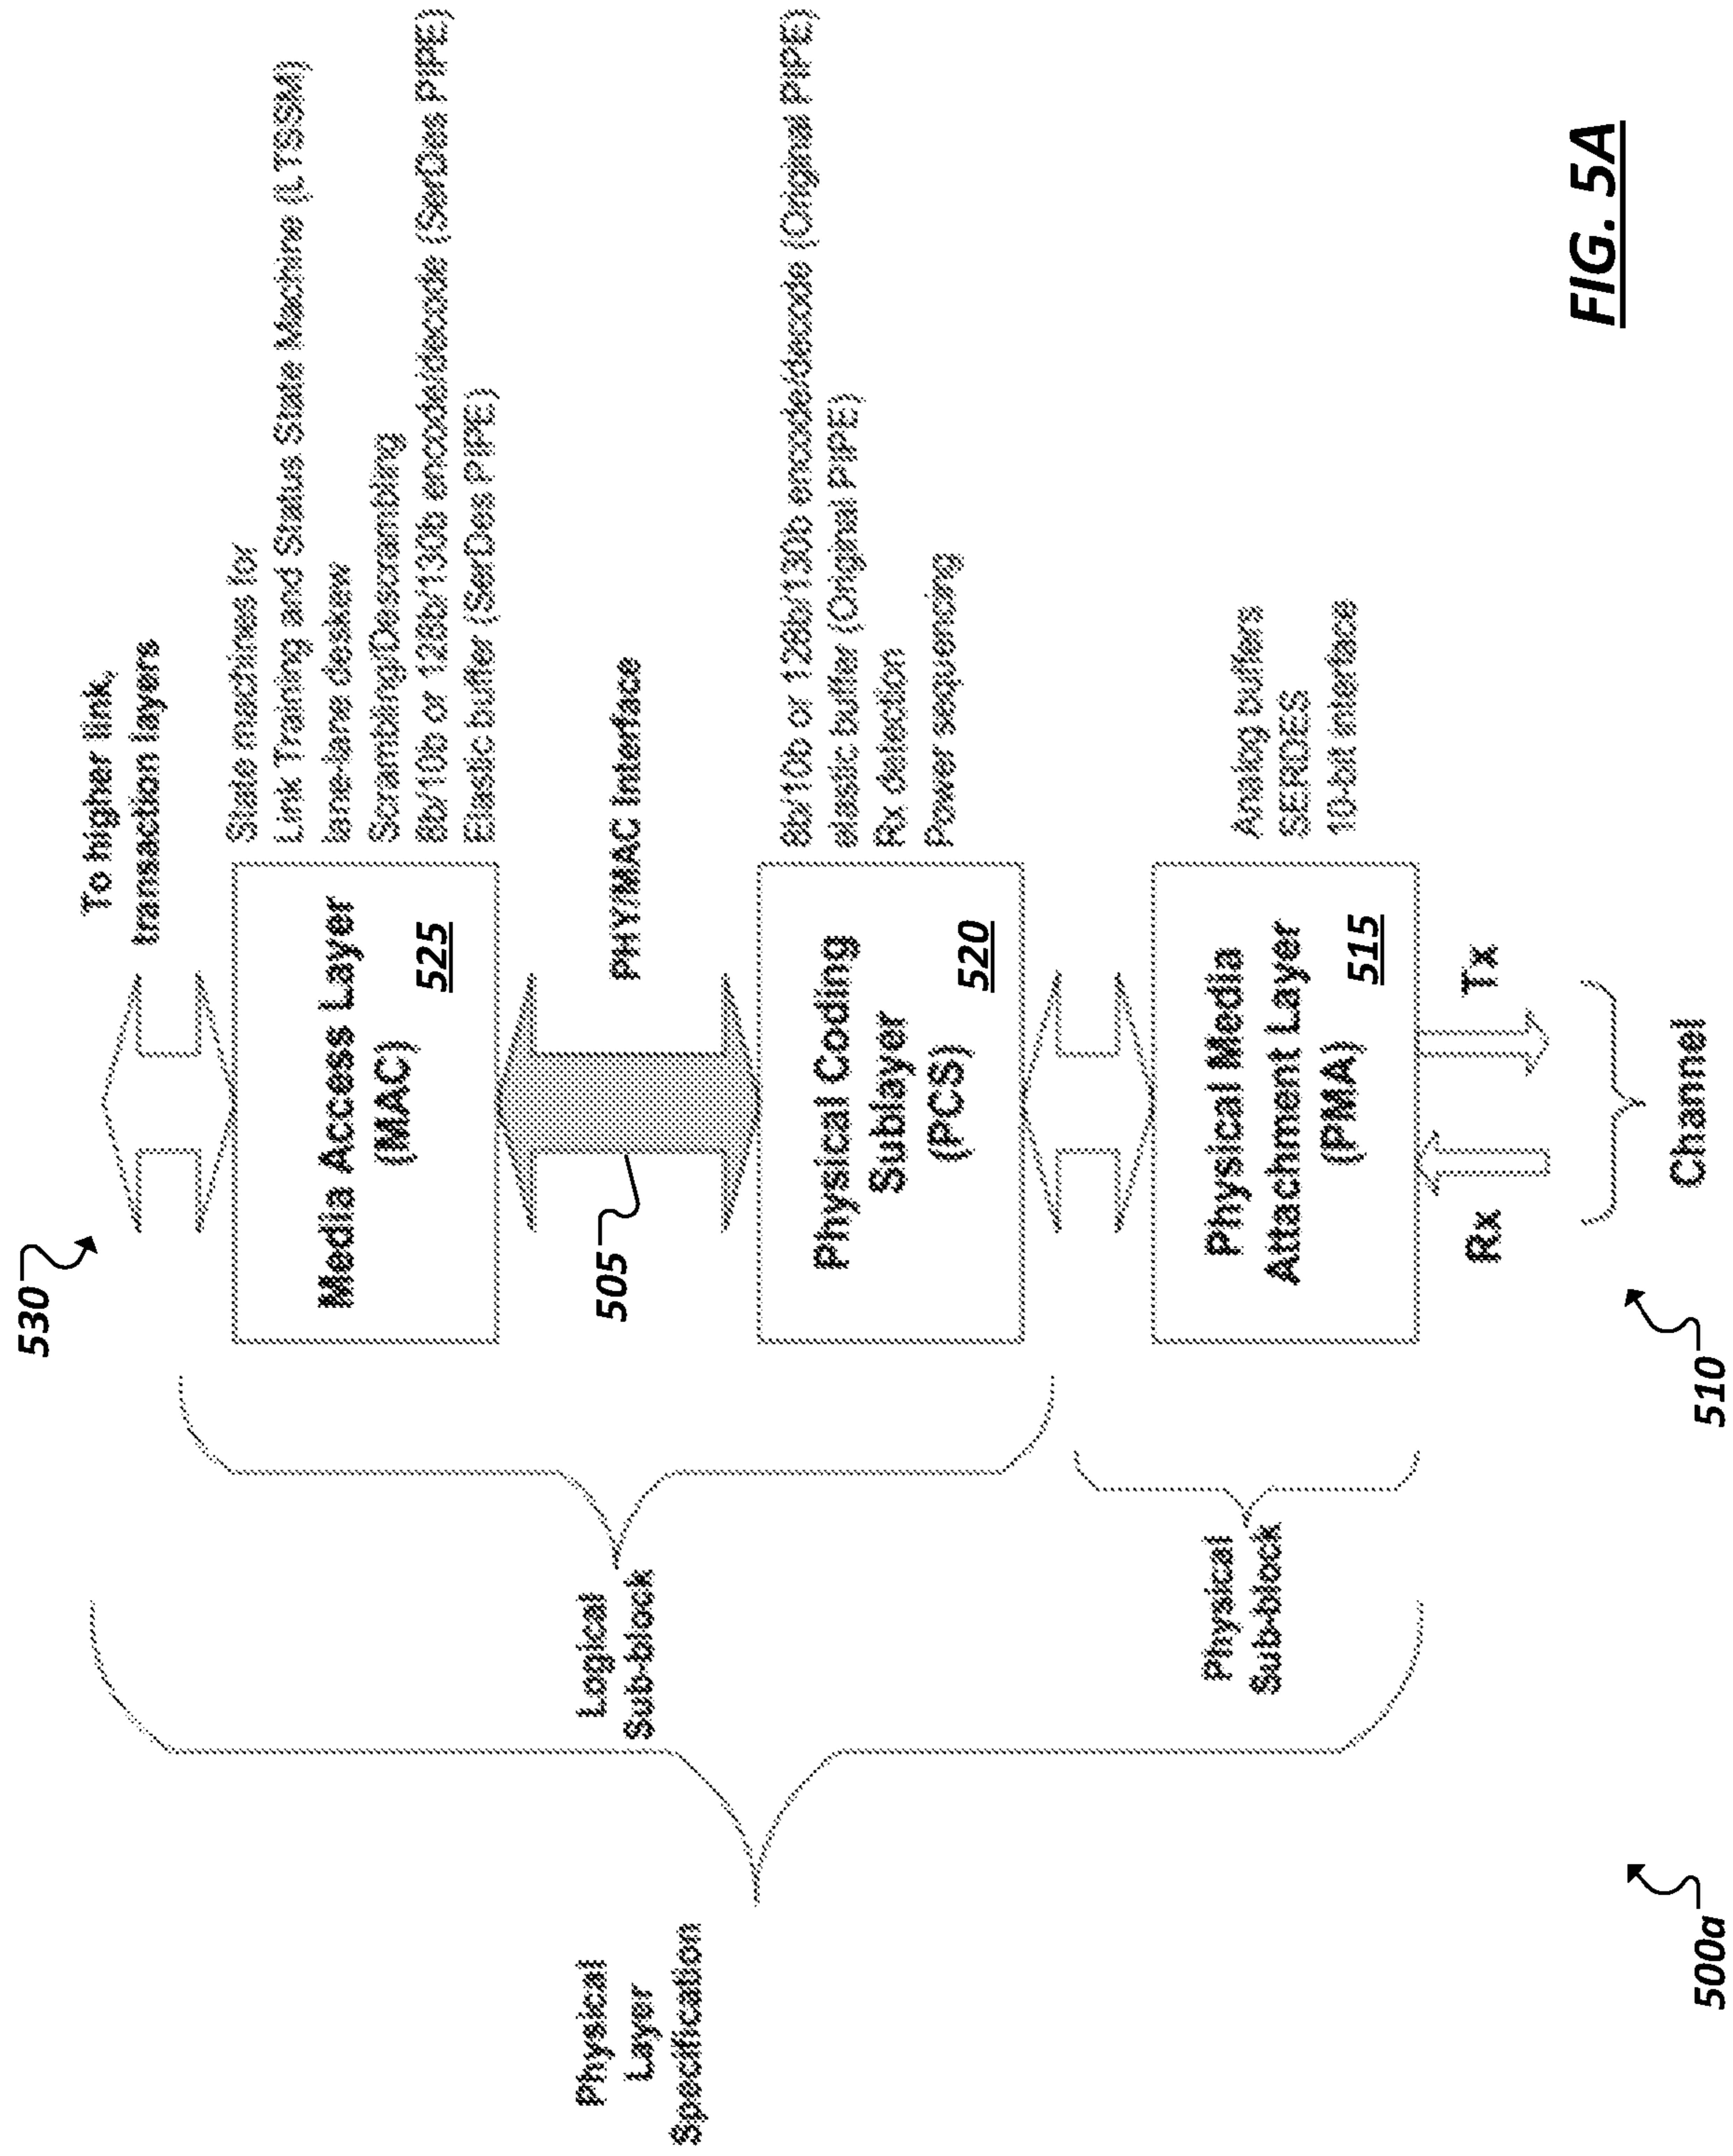 530
To higher link,
transaction layers
Media Access Layer
(MAC)
525
State machines for
Link Training and Status State Machine (LTSSM)
lane-lane deskew
Scrambling/Descrambling
8b/10b or 128b/130b encode/decode (SerDes PIPE)
Elastic buffer (SerDes PIPE)
505
PHY/MAC Interface
Physical Coding
Sublayer
(PCS)
520
8b/10b or 128b/130b encode/decode (Original PIPE)
elastic buffer (Original PIPE)
Rx detection
Power sequencing
Physical Media
Attachment Layer
(PMA)
515
Analog buffers
SERDES
10-bit interface
Rx
Tx
Channel
510
Logical
Sub-block
Physical
Sub-block
Physical
Layer
Specification
500a
FIG. 5A